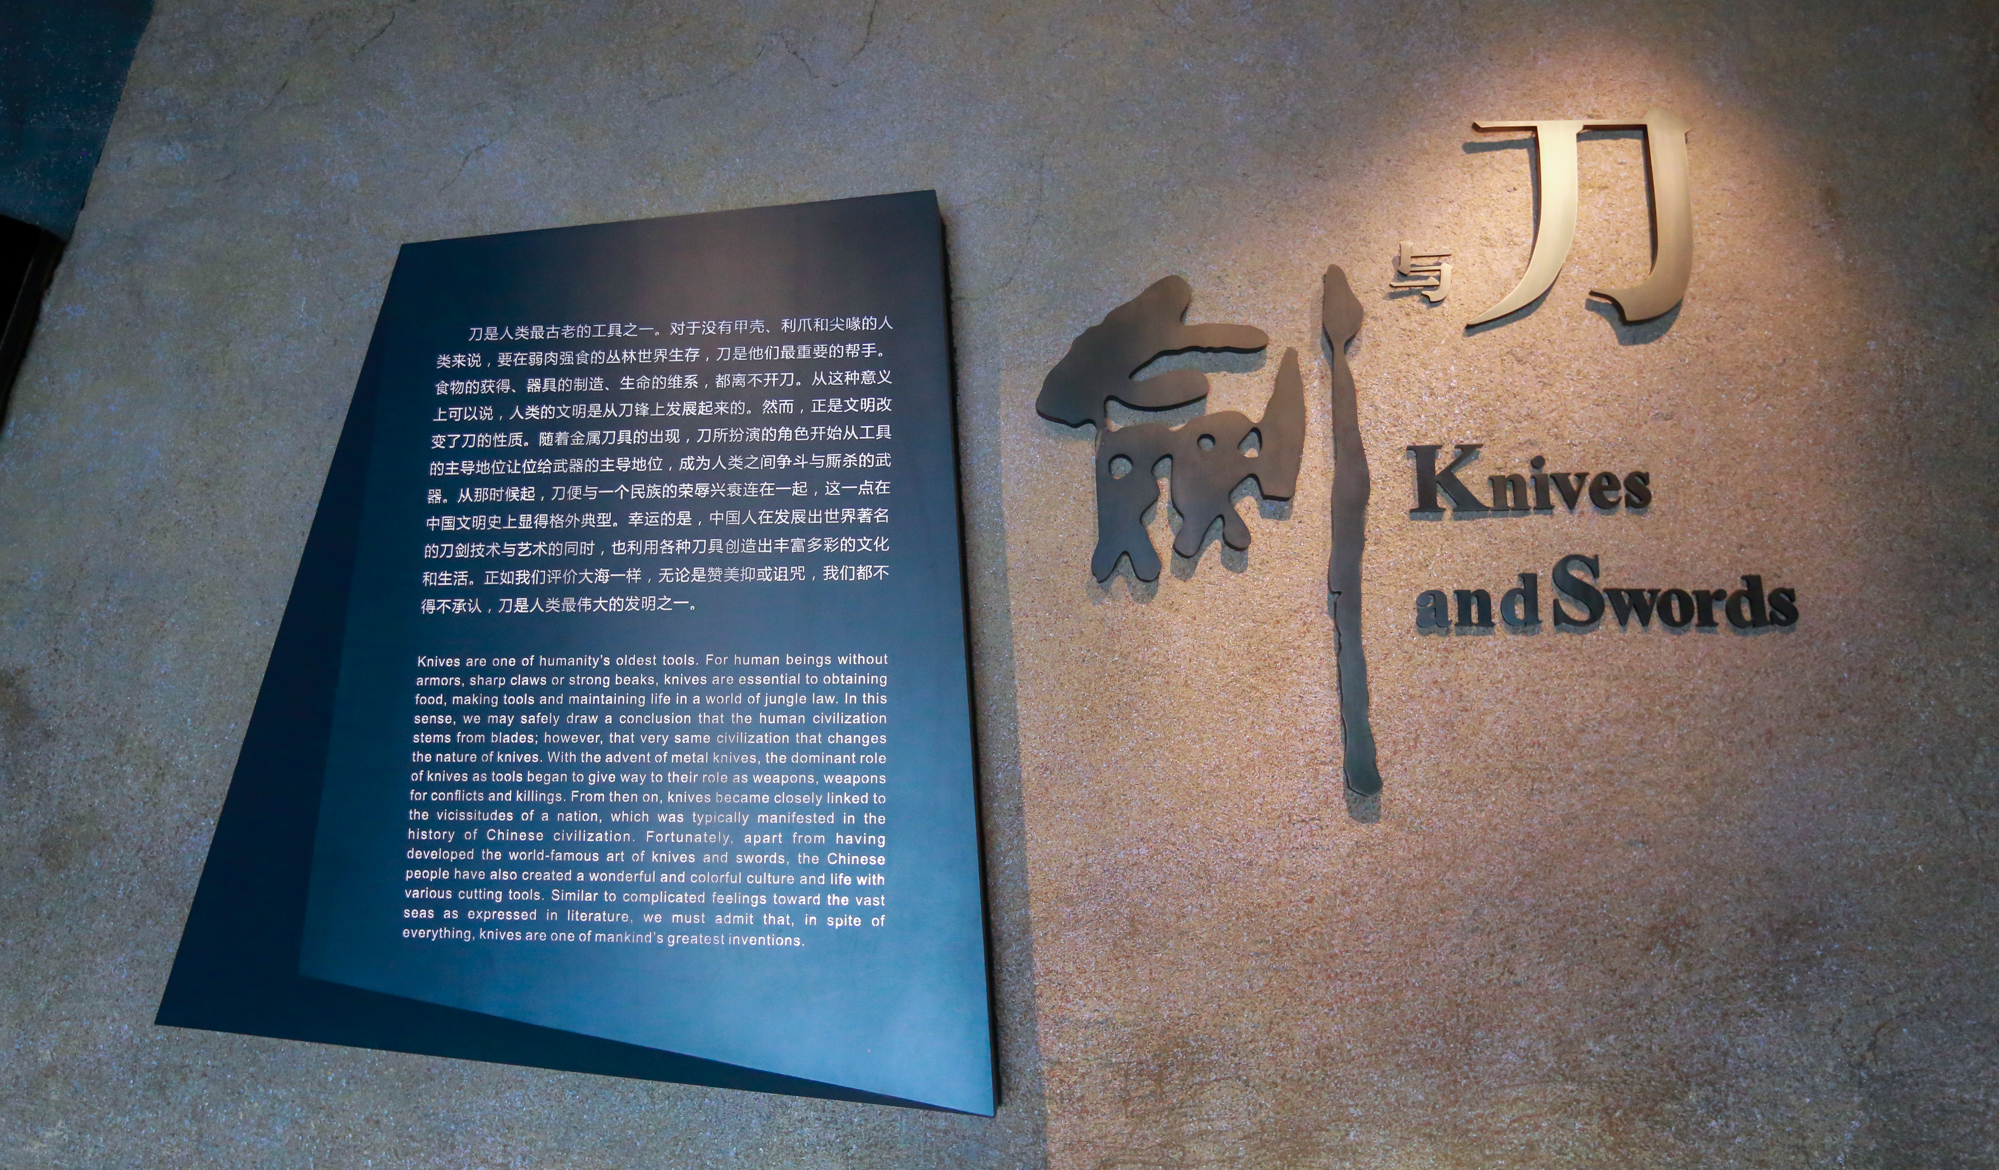 刀是人类最古老的工具之一。对于没有甲壳、利爪和尖喙的人
类来说，要在弱肉强食的丛林世界生存，刀是他们最重要的帮手。
食物的获得、器具的制造、生命的维系，都离不开刀。从这种意义
上可以说，人类的文明是从刀锋上发展起来的。然而，正是文明改
变了刀的性质。随着金属刀具的出现，刀所扮演的角色开始从工具
的主导地位让位给武器的主导地位，成为人类之间争斗与厮杀的武
器。从那时候起，刀便与一个民族的荣辱兴衰连在一起，这一点在
中国文明史上显得格外典型。幸运的是，中国人在发展出世界著名
的刀剑技术与艺术的同时，也利用各种刀具创造出丰富多彩的文化
和生活。正如我们评价大海一样，无论是赞美抑或诅咒，我们都不
得不承认，刀是人类最伟大的发明之一。
Knives are one of humanity's oldest tools. For human beings without
armors, sharp claws or strong beaks, knives are essential to obtaining
food, making tools and maintaining life in a world of jungle law. In this
sense, we may safely draw a conclusion that the human civilization
stems from blades; however, that very same civilization that changes
the nature of knives. With the advent of metal knives, the dominant role
of knives as tools began to give way to their role as weapons, weapons
for conflicts and killings. From then on, knives became closely linked to
the vicissitudes of a nation, which was typically manifested in the
history of Chinese civilization. Fortunately, apart from having
developed the world-famous art of knives and swords, the Chinese
people have also created a wonderful and colorful culture and life with
various cutting tools. Similar to complicated feelings toward the vast
seas as expressed in literature, we must admit that, in spite of
everything, knives are one of mankind's greatest inventions.
刀
与
剑
Knives
and Swords